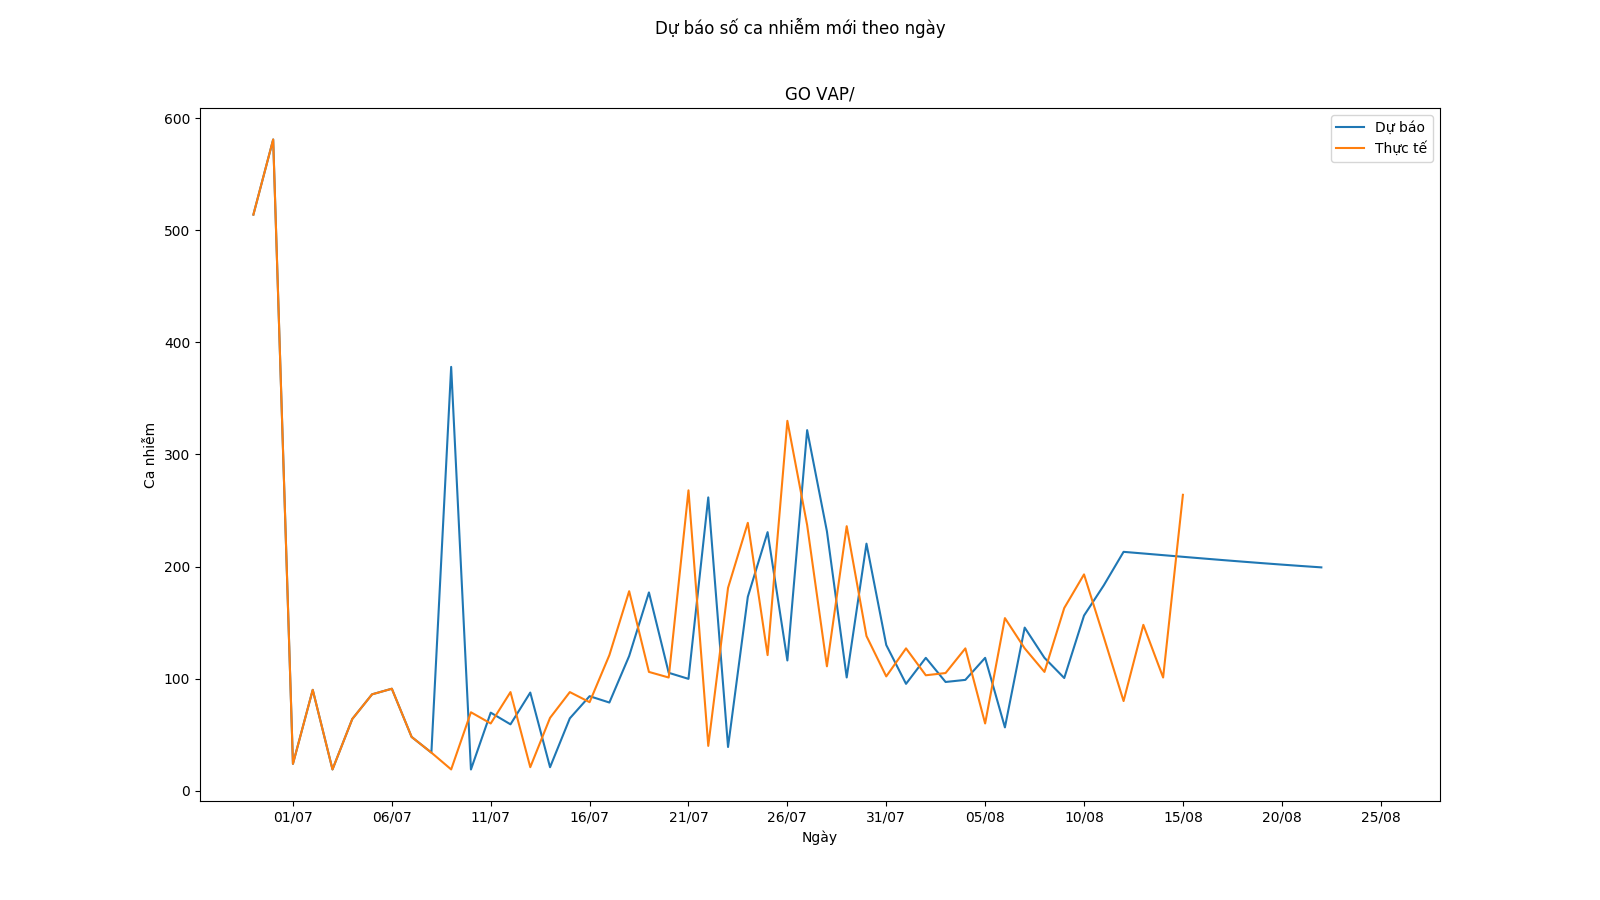 Dự báo số ca nhiễm mới theo ngày
GO VAP/
Dự báo
Thực tế
600
500
400
300
200
100
0
Ca nhiễm
01/07 06/07 11/07 16/07 21/07 26/07 31/07 05/08 10/08 15/08 20/08 25/08
Ngày